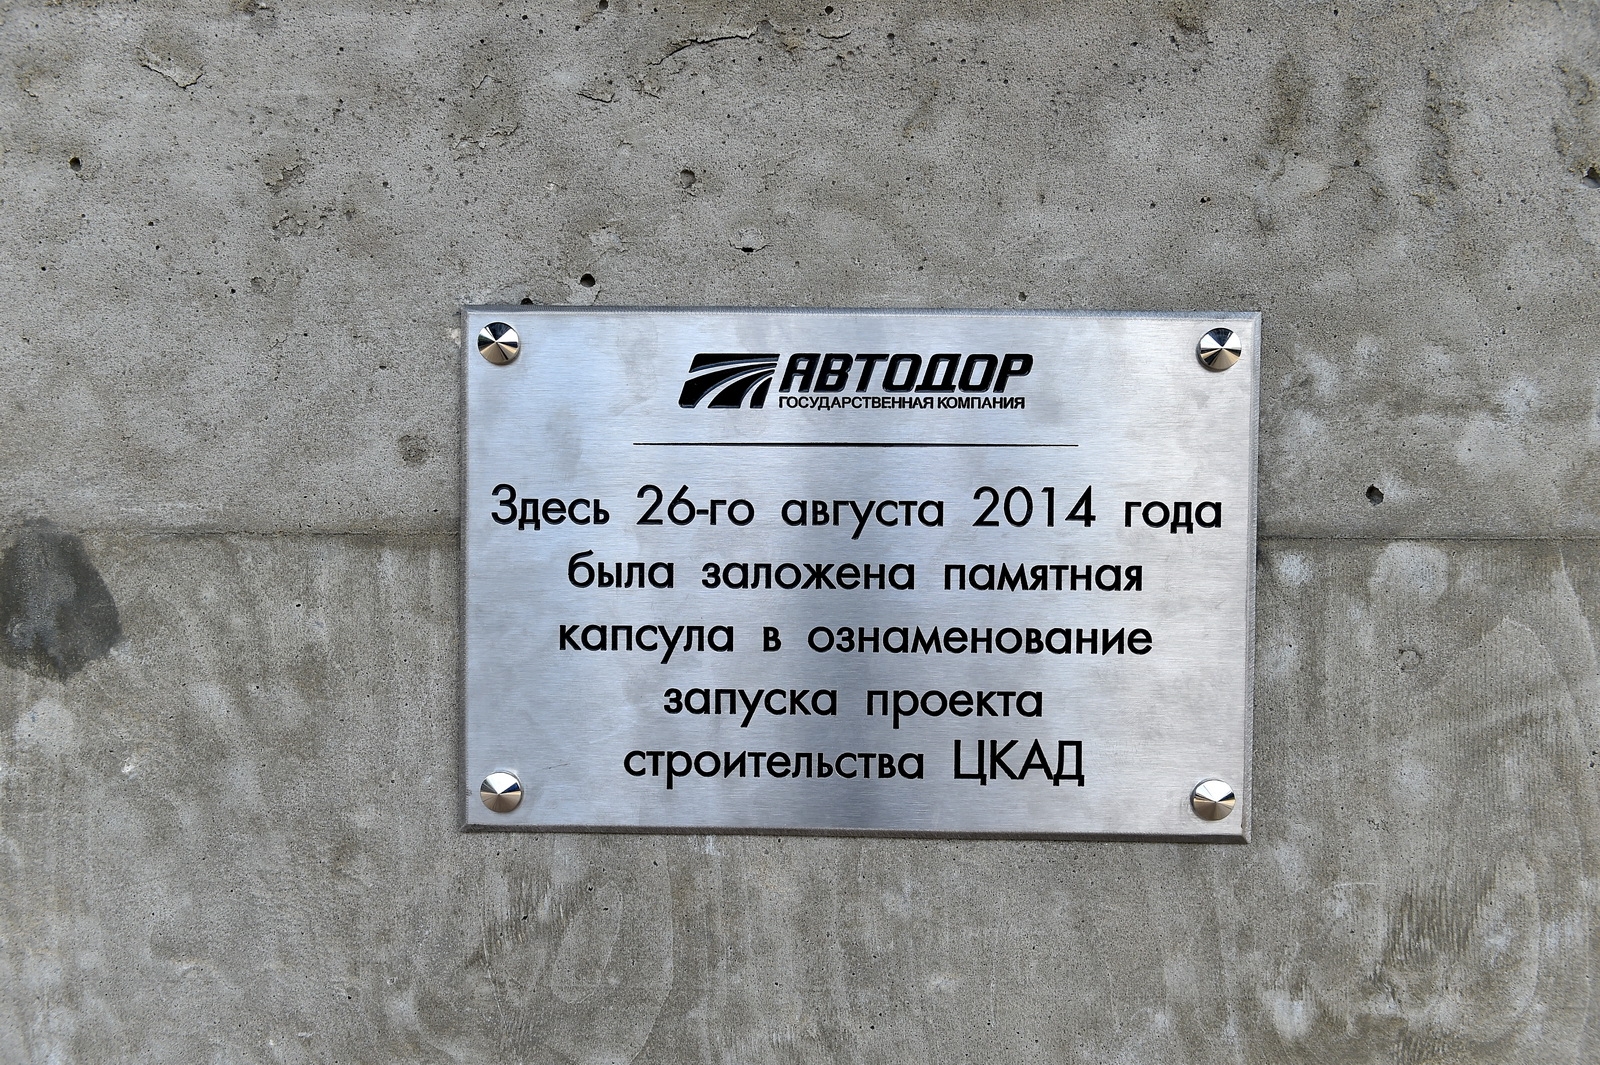 АВТОДОР
ГОСУДАРСТВЕННАЯ КОМПАНИЯ
Здесь 26-го августа 2014 года
была заложена памятная
капсула в ознаменование
запуска проекта
строительства ЦКАД